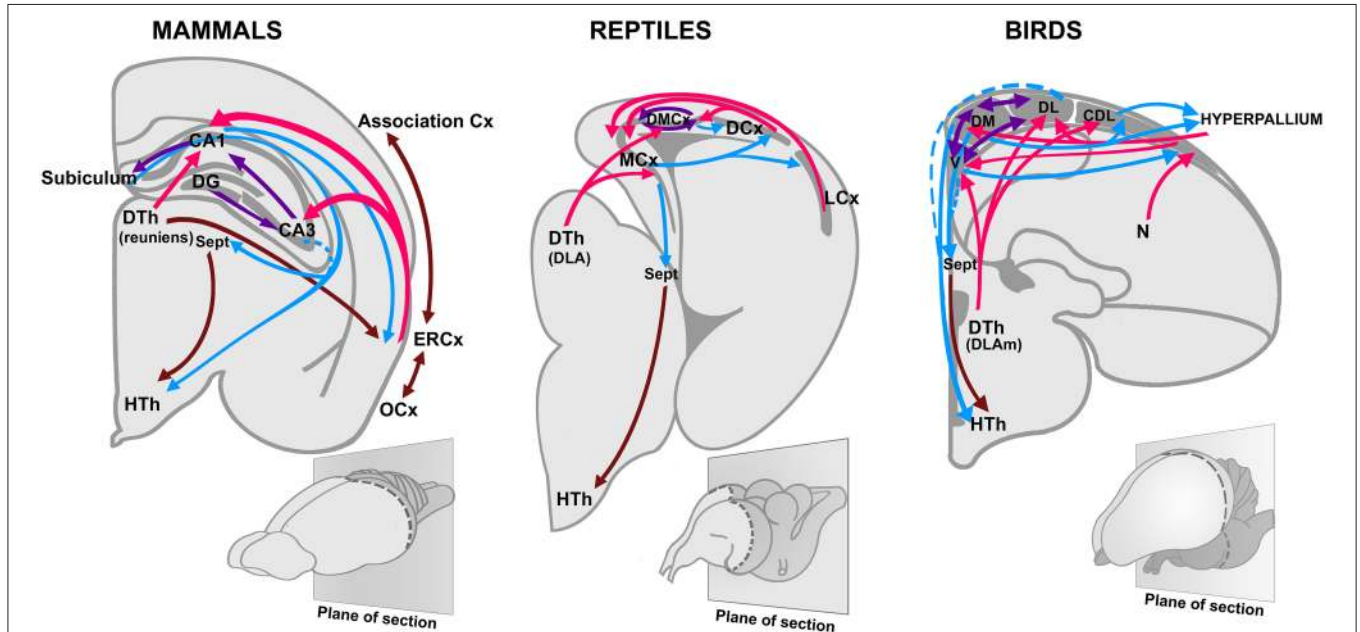 MAMMALS
Association Cx
CA1
Subiculum
DG
DTh
(reuniens)
Sept
CA3
ERCx
HTh
OCx
Plane of section
REPTILES
DMCx
DCx
MCx
LCx
DTh
(DLA)
Sept
HTh
Plane of section
BIRDS
DL
DM
CDL
HYPERPALLIUM
V
N
Sept
DTh
(DLAm)
HTh
Plane of section